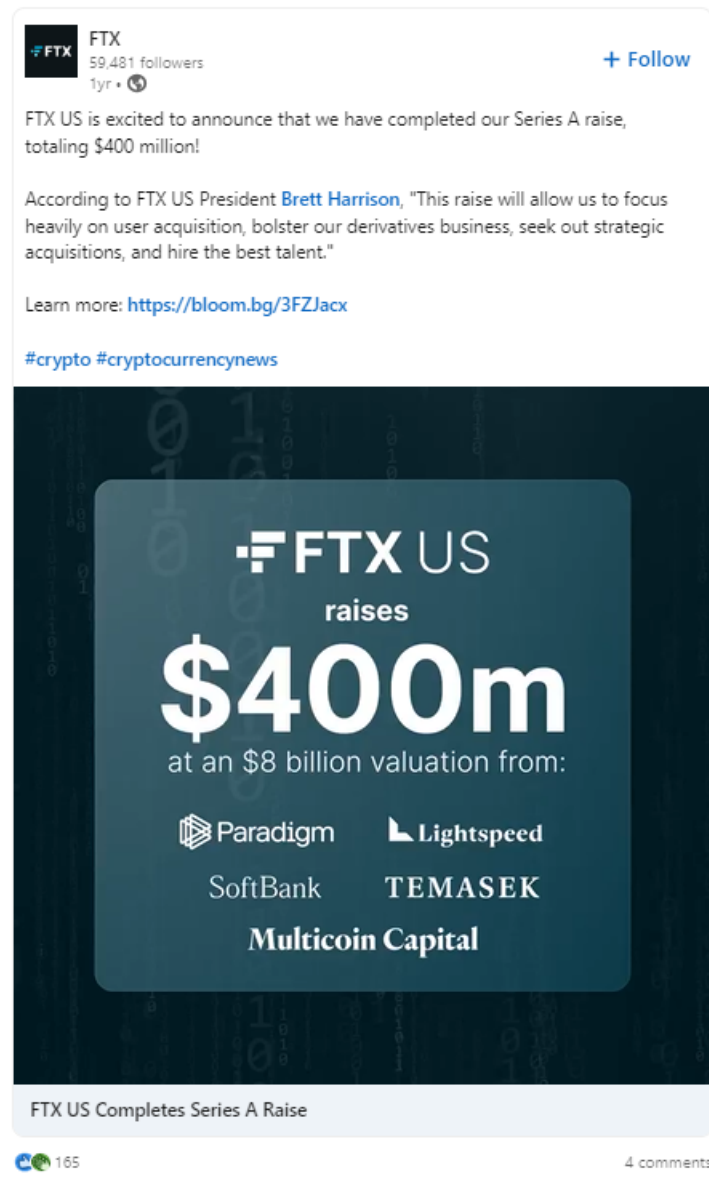 FTX
FTX
59,481 followers
1yr •
+ Follow
FTX US is excited to announce that we have completed our Series A raise,
totaling $400 million!
According to FTX US President Brett Harrison, "This raise will allow us to focus
heavily on user acquisition, bolster our derivatives business, seek out strategic
acquisitions, and hire the best talent."
Learn more: https://bloom.bg/3FZJacx
#crypto #cryptocurrencynews
FTX US
raises
$400m
at an $8 billion valuation from:
Paradigm Lightspeed
SoftBank TEMASEK
Multicoin Capital
FTX US Completes Series A Raise
165 4 comments